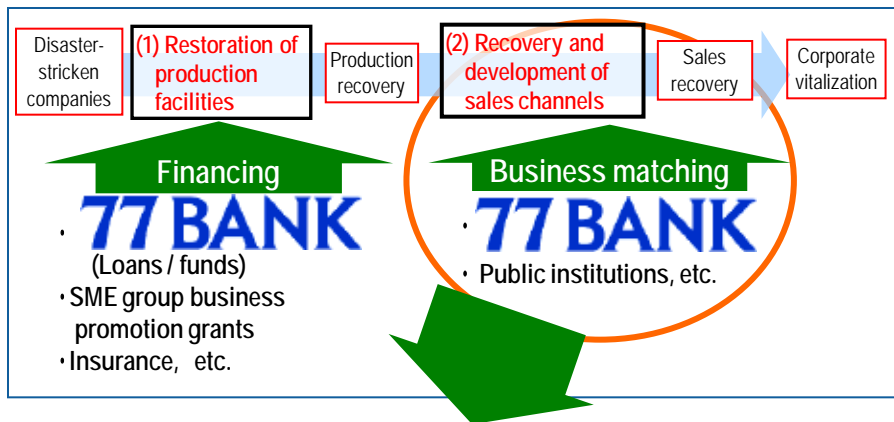 Disaster-
stricken
companies
(1) Restoration of
production
facilities
Production
recovery
(2) Recovery and
development of
sales channels
Sales
recovery
Corporate
vitalization
Financing
・77 BANK
(Loans / funds)
・SME group business
promotion grants
・Insurance, etc.
Business matching
・77 BANK
・Public institutions, etc.